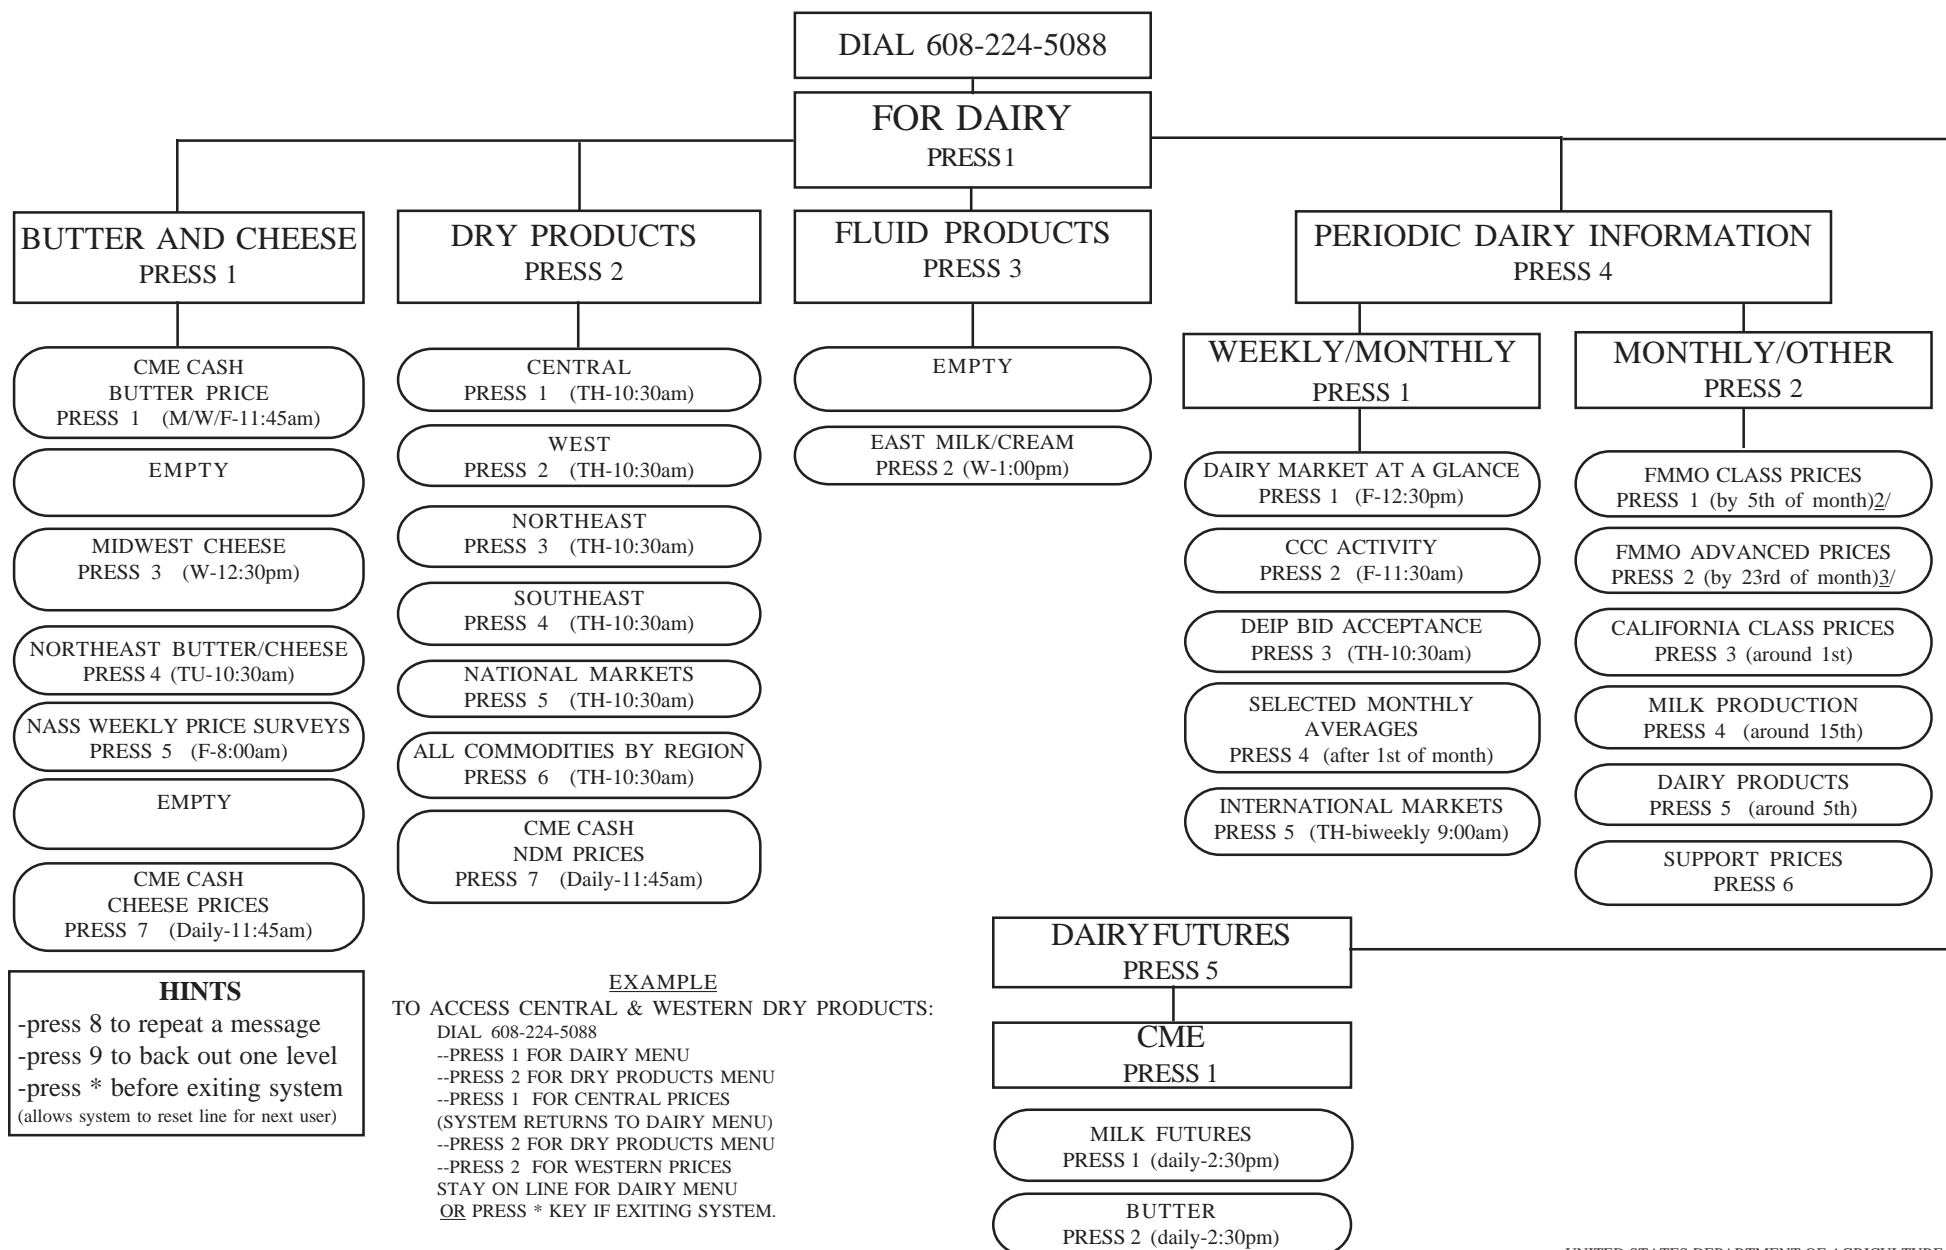 DIAL 608-224-5088
FOR DAIRY
PRESS 1
BUTTER AND CHEESE
PRESS 1
CME CASH
BUTTER PRICE
PRESS 1 (M/W/F-11:45am)
EMPTY
MIDWEST CHEESE
PRESS 3 (W-12:30pm)
NORTHEAST BUTTER/CHEESE
PRESS 4 (TU-10:30am)
NASS WEEKLY PRICE SURVEYS
PRESS 5 (F-8:00am)
EMPTY
CME CASH
CHEESE PRICES
PRESS 7 (Daily-11:45am)
DRY PRODUCTS
PRESS 2
CENTRAL
PRESS 1 (TH-10:30am)
WEST
PRESS 2 (TH-10:30am)
NORTHEAST
PRESS 3 (TH-10:30am)
SOUTHEAST
PRESS 4 (TH-10:30am)
NATIONAL MARKETS
PRESS 5 (TH-10:30am)
ALL COMMODITIES BY REGION
PRESS 6 (TH-10:30am)
CME CASH
NDM PRICES
PRESS 7 (Daily-11:45am)
FLUID PRODUCTS
PRESS 3
EMPTY
EAST MILK/CREAM
PRESS 2 (W-1:00pm)
PERIODIC DAIRY INFORMATION
PRESS 4
WEEKLY/MONTHLY
PRESS 1
DAIRY MARKET AT A GLANCE
PRESS 1 (F-12:30pm)
CCC ACTIVITY
PRESS 2 (F-11:30am)
DEIP BID ACCEPTANCE
PRESS 3 (TH-10:30am)
SELECTED MONTHLY
AVERAGES
PRESS 4 (after 1st of month)
INTERNATIONAL MARKETS
PRESS 5 (TH-biweekly 9:00am)
MONTHLY/OTHER
PRESS 2
FMMO CLASS PRICES
PRESS 1 (by 5th of month)2/
FMMO ADVANCED PRICES
PRESS 2 (by 23rd of month)3/
CALIFORNIA CLASS PRICES
PRESS 3 (around 1st)
MILK PRODUCTION
PRESS 4 (around 15th)
DAIRY PRODUCTS
PRESS 5 (around 5th)
SUPPORT PRICES
PRESS 6
DAIRY FUTURES
PRESS 5
CME
PRESS 1
MILK FUTURES
PRESS 1 (daily-2:30pm)
BUTTER
PRESS 2 (daily-2:30pm)
HINTS
-press 8 to repeat a message
-press 9 to back out one level
-press * before exiting system
(allows system to reset line for next user)
EXAMPLE
TO ACCESS CENTRAL & WESTERN DRY PRODUCTS:
DIAL 608-224-5088
--PRESS 1 FOR DAIRY MENU
--PRESS 2 FOR DRY PRODUCTS MENU
--PRESS 1 FOR CENTRAL PRICES
(SYSTEM RETURNS TO DAIRY MENU)
--PRESS 2 FOR DRY PRODUCTS MENU
--PRESS 2 FOR WESTERN PRICES
STAY ON LINE FOR DAIRY MENU
OR PRESS * KEY IF EXITING SYSTEM.
UNITED STATES DEPARTMENT OF AGRICULTURE